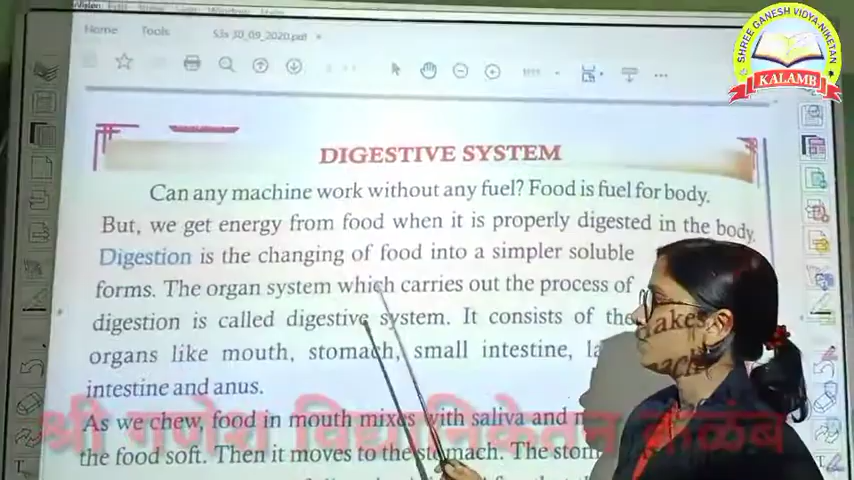 Home Tools S3s 30_09_2020.pdf ×
SHREE GANESH VIDYA NIKETAN
KALAMB
DIGESTIVE SYSTEM
Can any machine work without any fuel? Food is fuel for body.
But, we get energy from food when it is properly digested in the body.
Digestion is the changing of food into a simpler soluble
forms. The organ system which carries out the process of
digestion is called digestive system. It consists of the
organs like mouth, stomach, small intestine,
intestine and anus.
As we chew, food in mouth mixes with saliva and
the food soft. Then it moves to the stomach. The
श्री गणेश विद्यानिकेतन कळंब